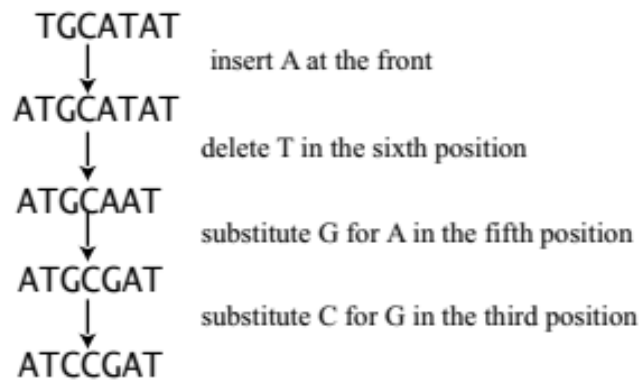 TGCATAT
insert A at the front
ATGCATAT
delete T in the sixth position
ATGCAAT
substitute G for A in the fifth position
ATGCGAT
substitute C for G in the third position
ATCCGAT